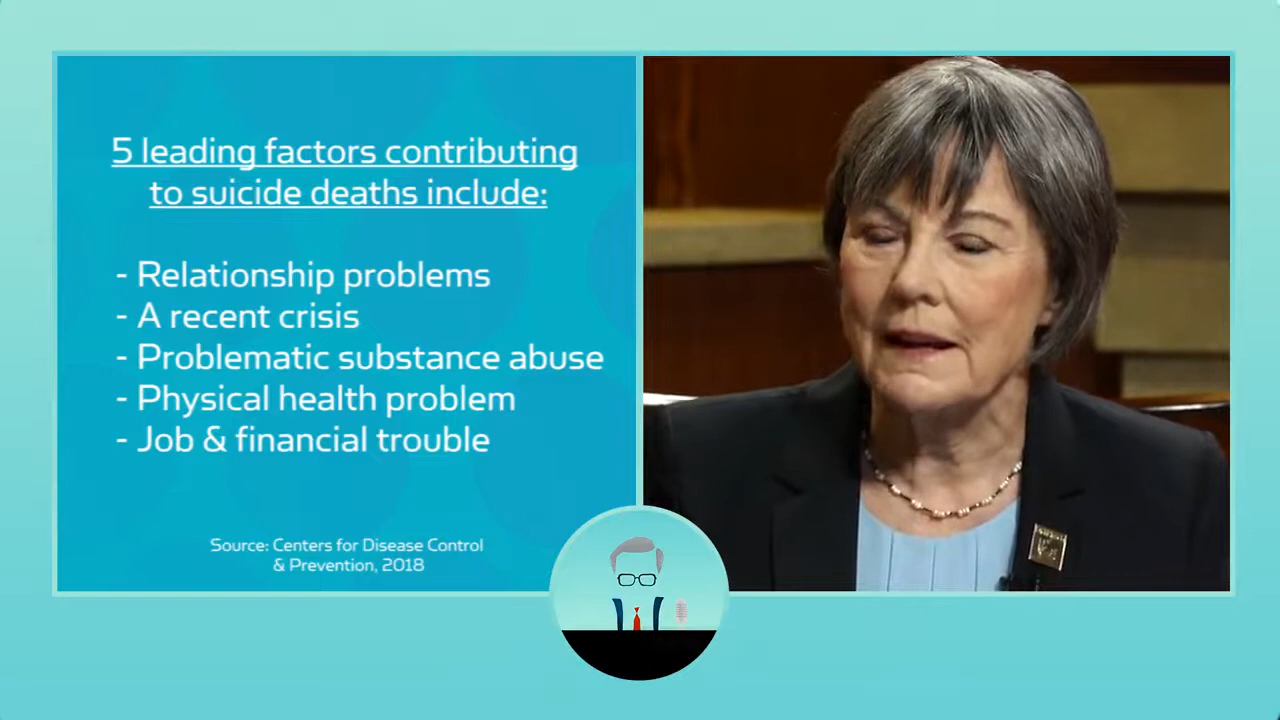 5 leading factors contributing
to suicide deaths include:
- Relationship problems
- A recent crisis
- Problematic substance abuse
- Physical health problem
- Job & financial trouble
Source: Centers for Disease Control
& Prevention, 2018